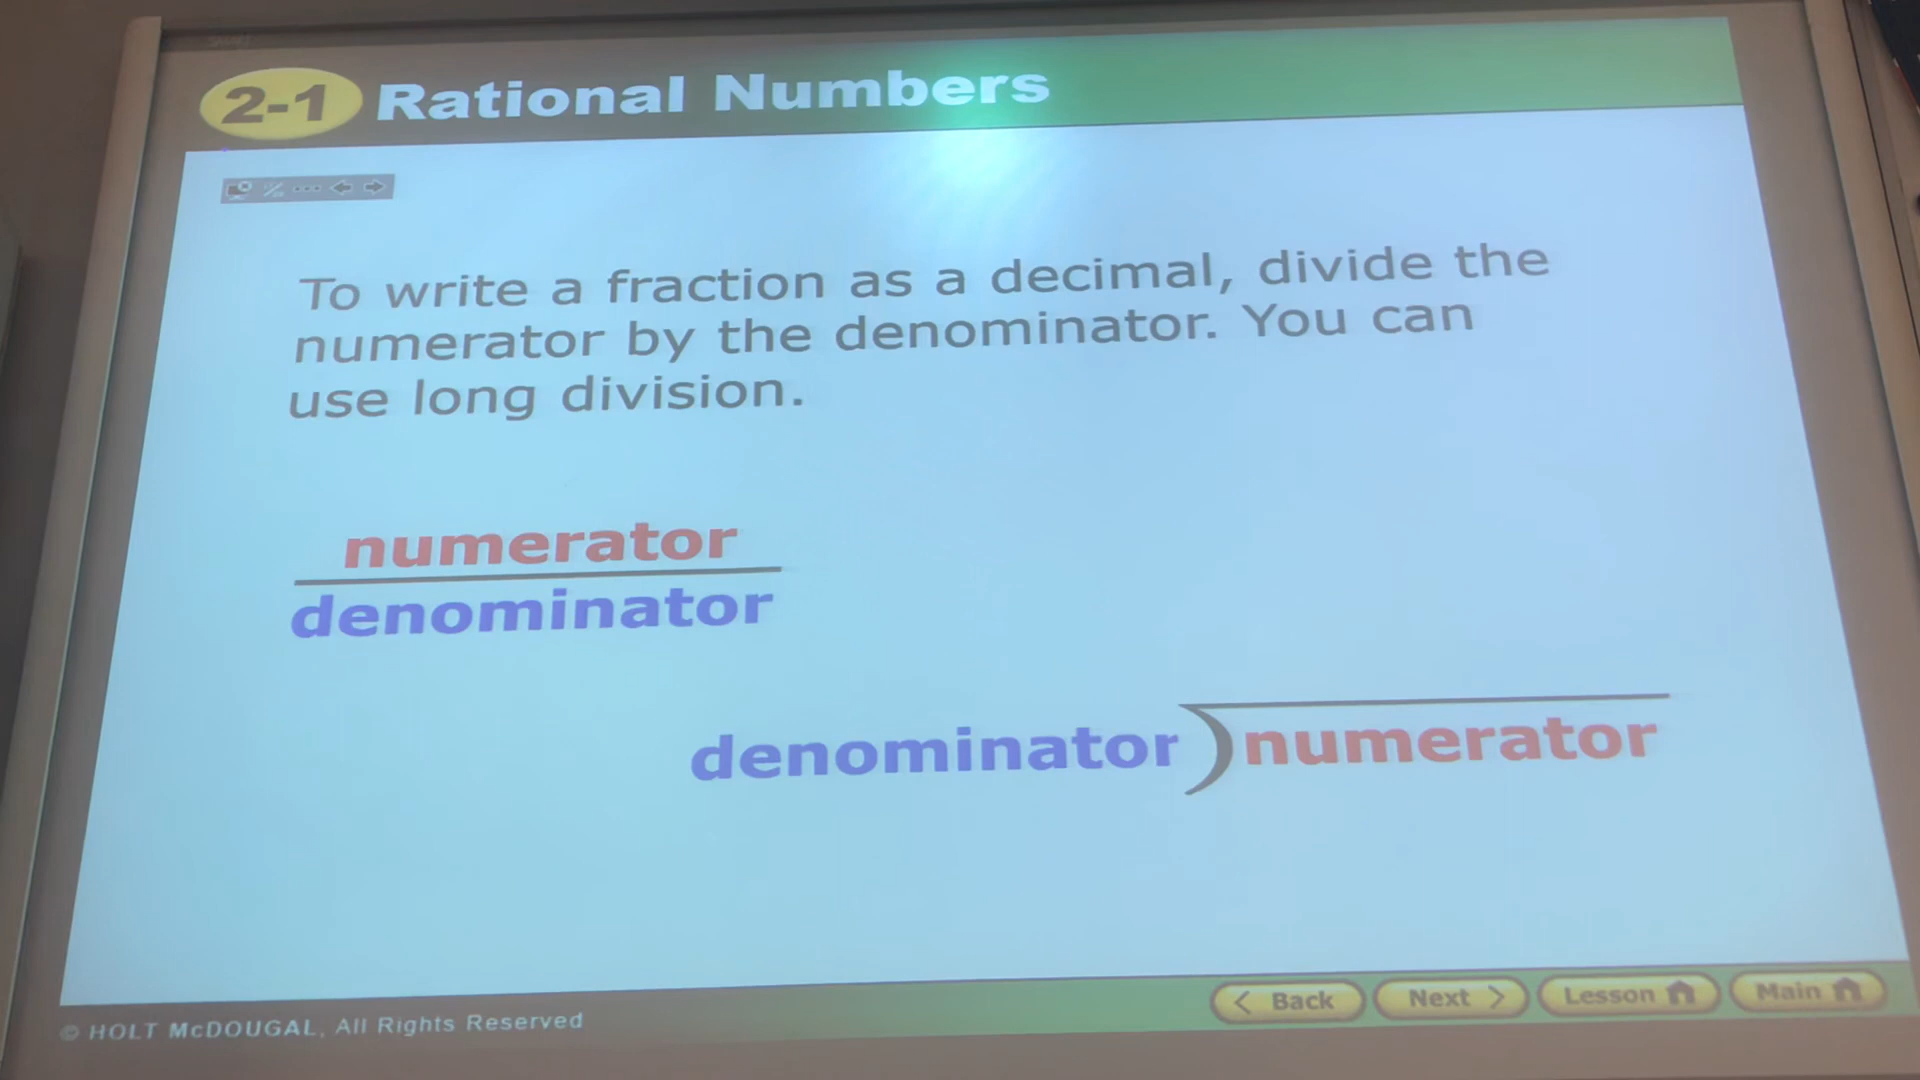 2-1 Rational Numbers
To write a fraction as a decimal, divide the
numerator by the denominator. You can
use long division.
numerator
denominator
denominator numerator
Back Next Lesson Main
© HOLT McDOUGAL, All Rights Reserved